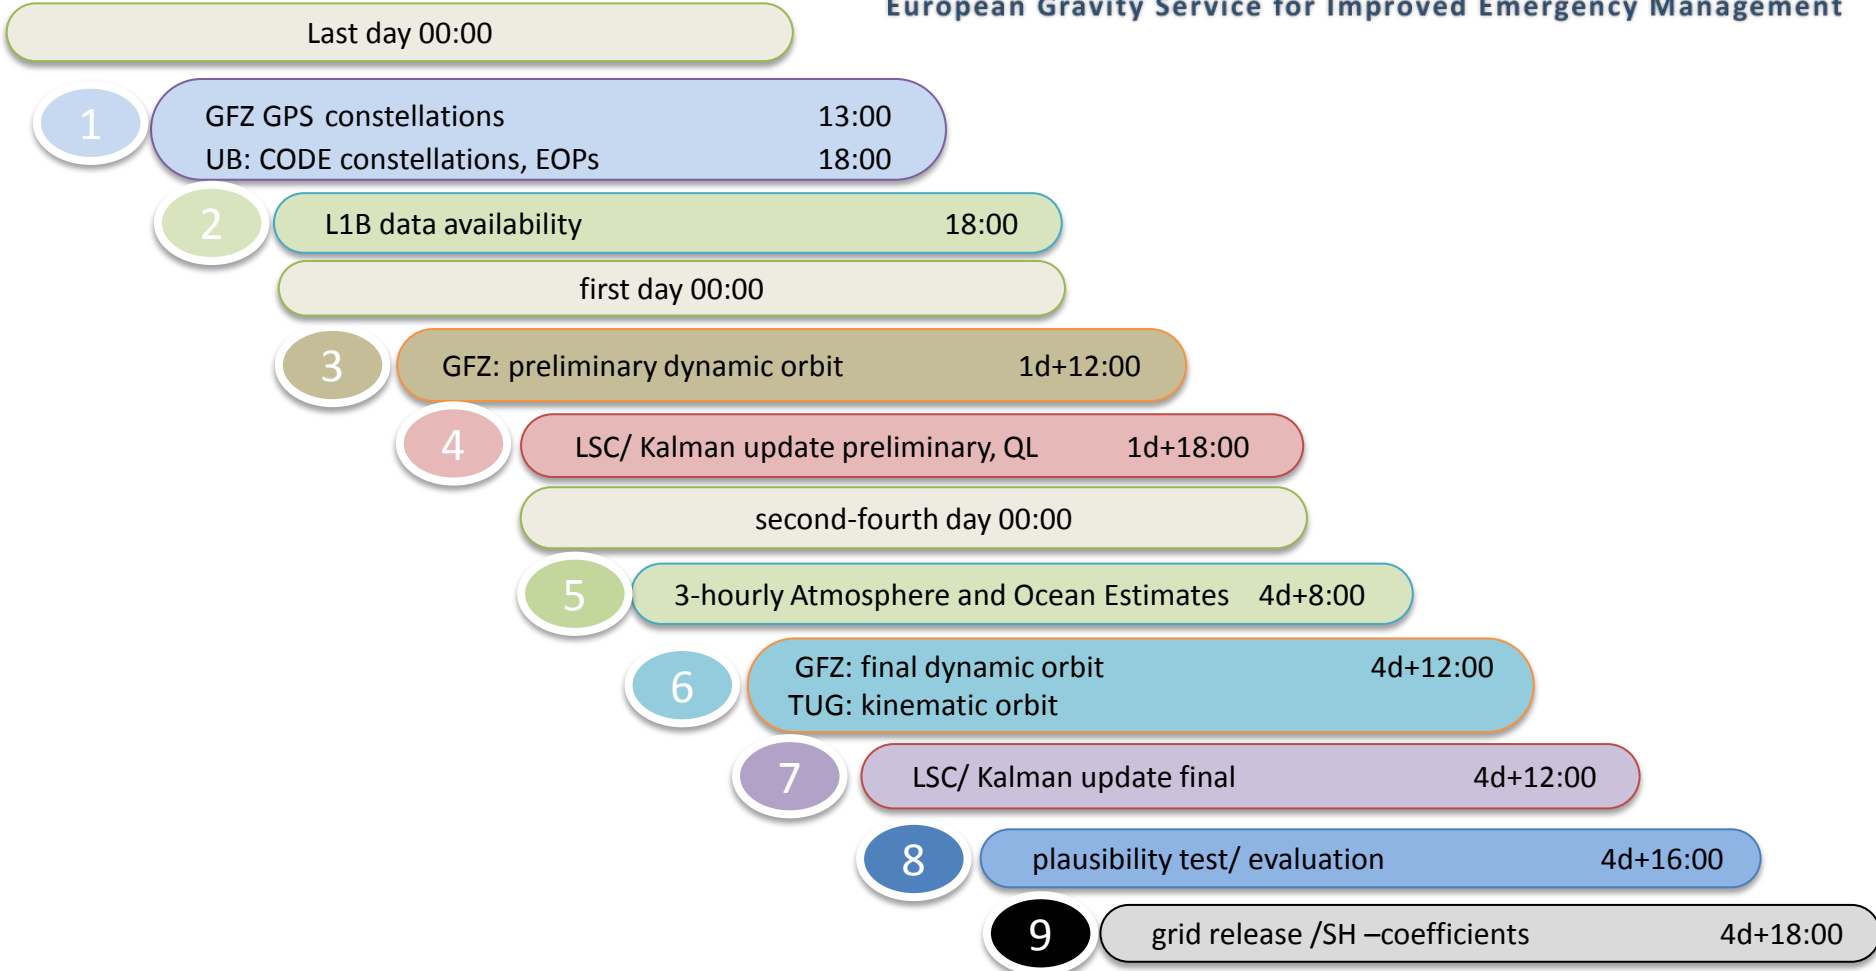 European Gravity Service for Improved Emergency Management
Last day 00:00
1
GFZ GPS constellations 13:00
UB: CODE constellations, EOPs 18:00
2
L1B data availability 18:00
first day 00:00
3
GFZ: preliminary dynamic orbit 1d+12:00
4
LSC/ Kalman update preliminary, QL 1d+18:00
second-fourth day 00:00
5
3-hourly Atmosphere and Ocean Estimates 4d+8:00
6
GFZ: final dynamic orbit 4d+12:00
TUG: kinematic orbit
7
LSC/ Kalman update final 4d+12:00
8
plausibility test/ evaluation 4d+16:00
9
grid release /SH –coefficients 4d+18:00